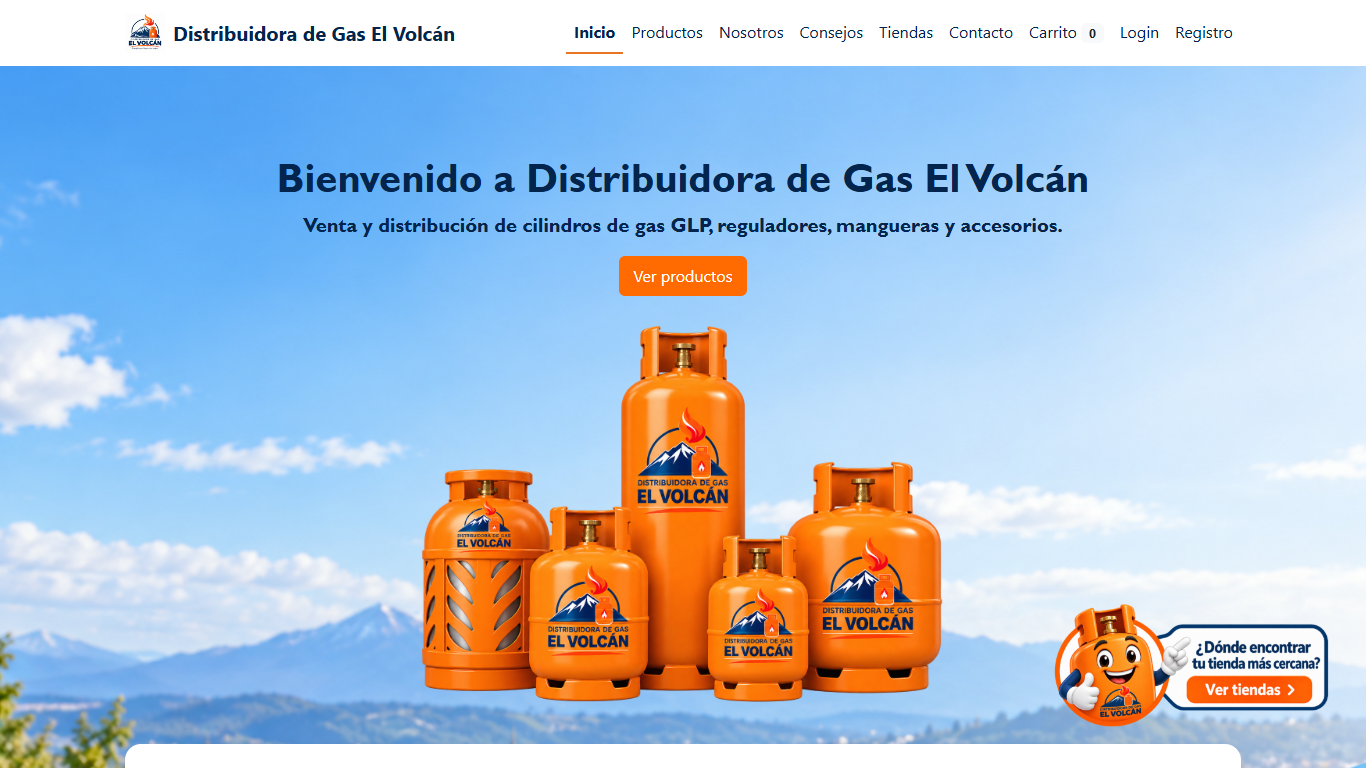 EL VOLCÁN
Distribuidora de Gas El Volcán
Inicio Productos Nosotros Consejos Tiendas Contacto Carrito 0 Login Registro
Bienvenido a Distribuidora de Gas El Volcán
Venta y distribución de cilindros de gas GLP, reguladores, mangueras y accesorios.
Ver productos
DISTRIBUIDORA DE GAS
EL VOLCÁN
DISTRIBUIDORA DE GAS
EL VOLCÁN
DISTRIBUIDORA DE GAS
EL VOLCÁN
DISTRIBUIDORA DE GAS
EL VOLCÁN
DISTRIBUIDORA DE GAS
EL VOLCÁN
¿Dónde encontrar
tu tienda más cercana?
Ver tiendas
EL VOLCÁN